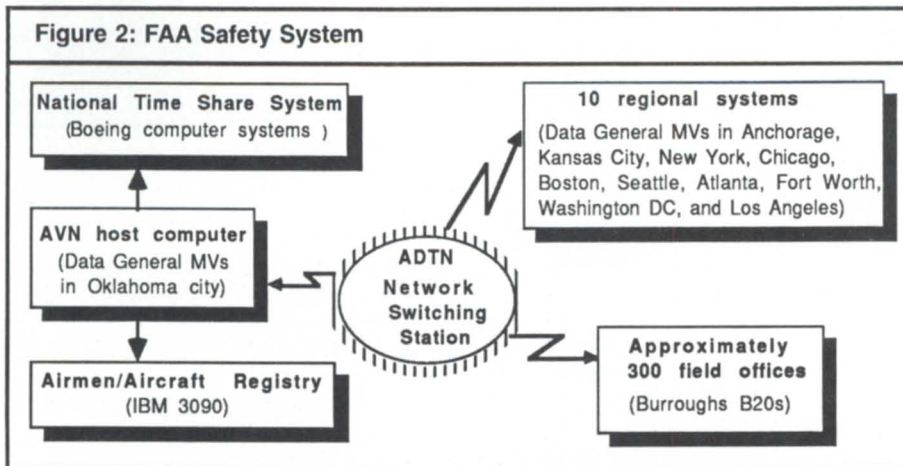 Figure 2: FAA Safety System
National Time Share System
(Boeing computer systems )
AVN host computer
(Data General MVs
in Oklahoma city)
Airmen/Aircraft Registry
(IBM 3090)
ADTN
Network
Switching
Station
10 regional systems
(Data General MVs in Anchorage,
Kansas City, New York, Chicago,
Boston, Seattle, Atlanta, Fort Worth,
Washington DC, and Los Angeles)
Approximately
300 field offices
(Burroughs B20s)